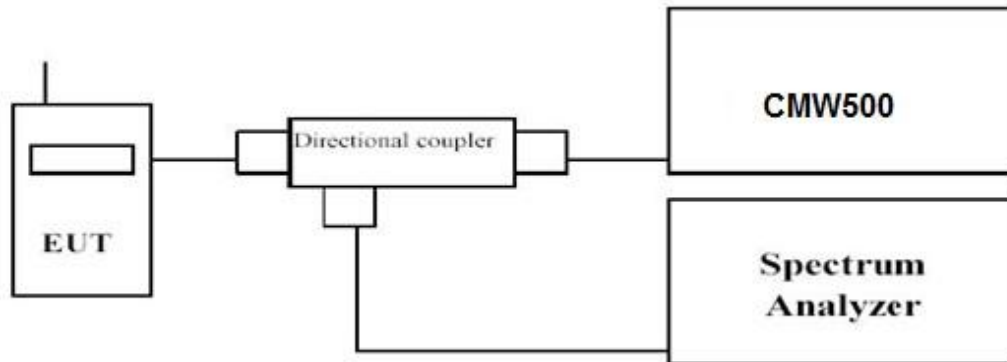 CMW500
Directional coupler
EUT
Spectrum
Analyzer